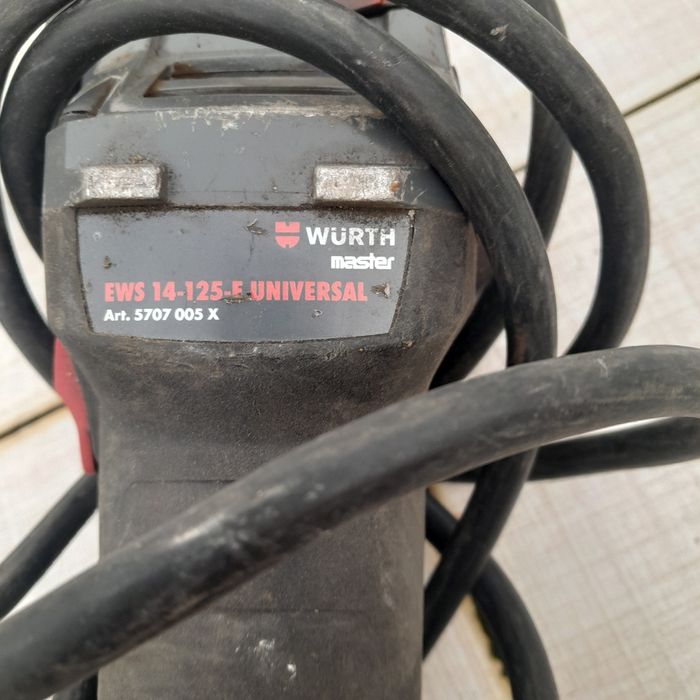 WÜRTH
master
EWS 14-125-E UNIVERSAL
Art. 5707 005 X